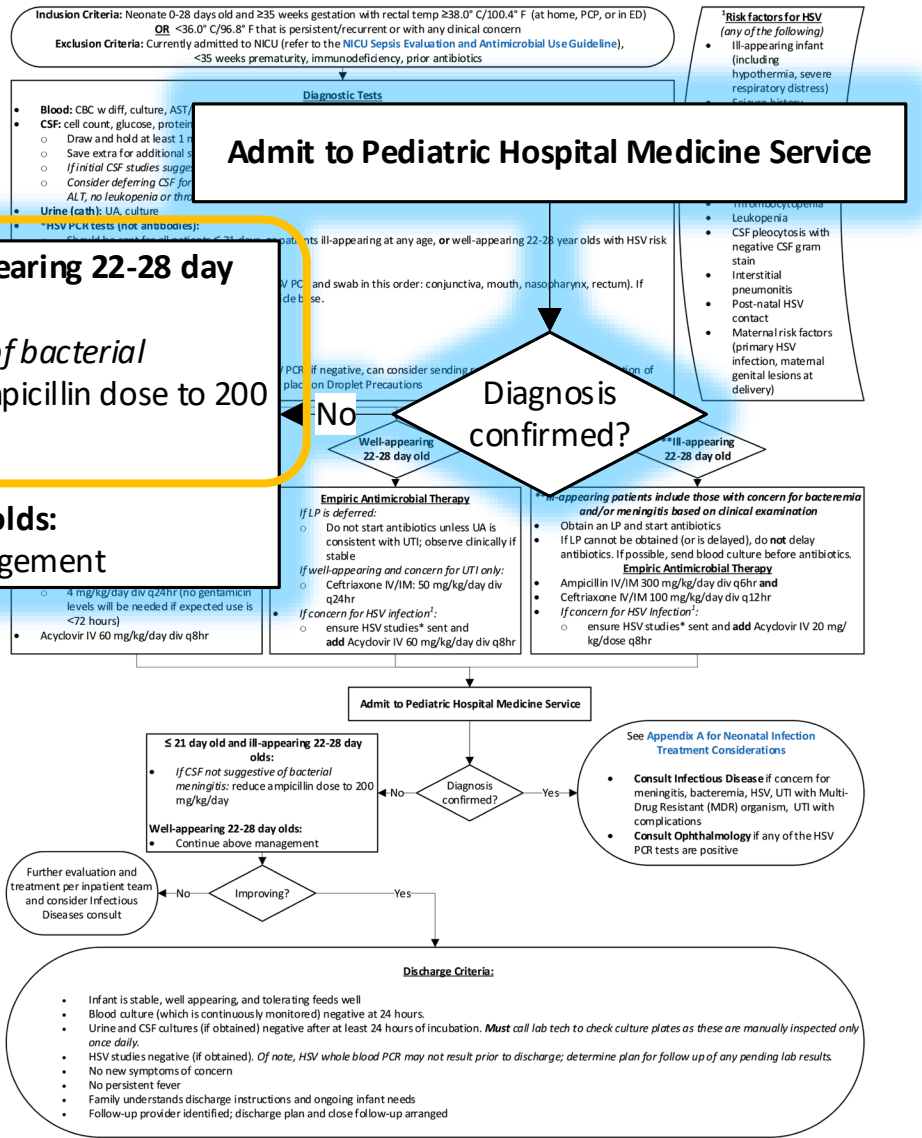 Inclusion Criteria: Neonate 0-28 days old and ≥35 weeks gestation with rectal temp ≥38.0° C/100.4° F (at home, PCP, or in ED)
OR <36.0° C/96.8° F that is persistent/recurrent or with any clinical concern
Exclusion Criteria: Currently admitted to NICU (refer to the NICU Sepsis Evaluation and Antimicrobial Use Guideline),
<35 weeks prematurity, immunodeficiency, prior antibiotics
1Risk factors for HSV
(any of the following)
• Ill-appearing infant
(including
hypothermia, severe
respiratory distress)
• Seizure history
Thrombocytopenia
• Leukopenia
• CSF pleocytosis with
negative CSF gram
stain
• Interstitial
pneumonitis
• Post-natal HSV
contact
• Maternal risk factors
(primary HSV
infection, maternal
genital lesions at
delivery)
Diagnostic Tests
• Blood: CBC w diff, culture, AST/
• CSF: cell count, glucose, protein
○ Draw and hold at least 1 m
○ Save extra for additional s
○ If initial CSF studies sugges
○ Consider deferring CSF for
ALT, no leukopenia or thro
• Urine (cath): UA, culture
• *HSV PCR tests (not antibodies):
patients ill-appearing at any age, or well-appearing 22-28 year olds with HSV risk
and swab in this order: conjunctiva, mouth, nasopharynx, rectum). If
PCR, if negative, can consider sending
of
place on Droplet Precautions
Admit to Pediatric Hospital Medicine Service
Diagnosis
confirmed?
No
earing 22-28 day
of bacterial
picillin dose to 200
olds:
gement
Well-appearing
22-28 day old
**Ill-appearing
22-28 day old
○ 4 mg/kg/day div q24hr (no gentamicin
levels will be needed if expected use is
<72 hours)
• Acyclovir IV 60 mg/kg/day div q8hr
Empiric Antimicrobial Therapy
If LP is deferred:
○ Do not start antibiotics unless UA is
consistent with UTI; observe clinically if
stable
If well-appearing and concern for UTI only:
○ Ceftriaxone IV/IM: 50 mg/kg/day div
q24hr
If concern for HSV infection1:
○ ensure HSV studies* sent and
add Acyclovir IV 60 mg/kg/day div q8hr
**Ill-appearing patients include those with concern for bacteremia
and/or meningitis based on clinical examination
• Obtain an LP and start antibiotics
• If LP cannot be obtained (or is delayed), do not delay
antibiotics. If possible, send blood culture before antibiotics.
Empiric Antimicrobial Therapy
• Ampicillin IV/IM 300 mg/kg/day div q6hr and
• Ceftriaxone IV/IM 100 mg/kg/day div q12hr
• If concern for HSV Infection1:
○ ensure HSV studies* sent and add Acyclovir IV 20 mg/
kg/dose q8hr
Admit to Pediatric Hospital Medicine Service
≤ 21 day old and ill-appearing 22-28 day
olds:
• If CSF not suggestive of bacterial
meningitis: reduce ampicillin dose to 200
mg/kg/day
Well-appearing 22-28 day olds:
• Continue above management
No
Diagnosis
confirmed?
Yes
See Appendix A for Neonatal Infection
Treatment Considerations
• Consult Infectious Disease if concern for
meningitis, bacteremia, HSV, UTI with Multi-
Drug Resistant (MDR) organism, UTI with
complications
• Consult Ophthalmology if any of the HSV
PCR tests are positive
Further evaluation and
treatment per inpatient team
and consider Infectious
Diseases consult
No
Improving?
Yes
Discharge Criteria:
• Infant is stable, well appearing, and tolerating feeds well
• Blood culture (which is continuously monitored) negative at 24 hours.
• Urine and CSF cultures (if obtained) negative after at least 24 hours of incubation. Must call lab tech to check culture plates as these are manually inspected only
once daily.
• HSV studies negative (if obtained). Of note, HSV whole blood PCR may not result prior to discharge; determine plan for follow up of any pending lab results.
• No new symptoms of concern
• No persistent fever
• Family understands discharge instructions and ongoing infant needs
• Follow-up provider identified; discharge plan and close follow-up arranged